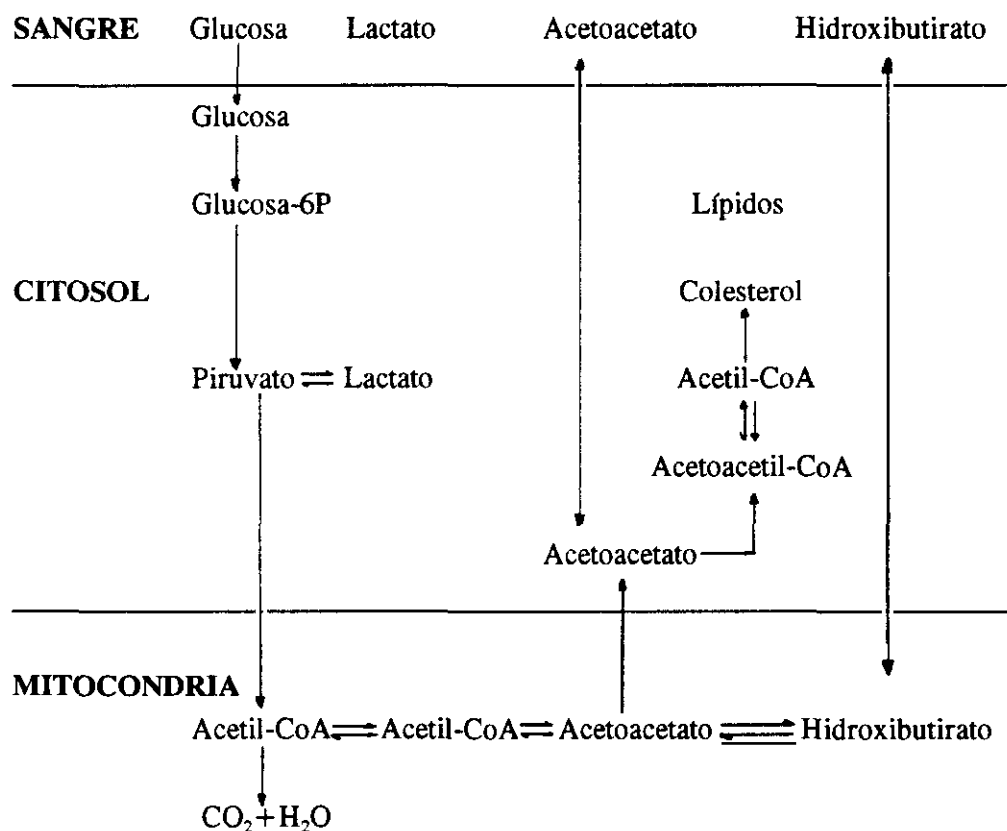 SANGRE Glucosa Lactato Acetoacetato Hidroxibutirato
Glucosa
Glucosa-6P Lípidos
CITOSOL Colesterol
Piruvato Lactato Acetil-CoA
Acetoacetil-CoA
Acetoacetato
MITOCONDRIA
Acetil-CoA Acetil-CoA Acetoacetato Hidroxibutirato
CO₂+H₂O